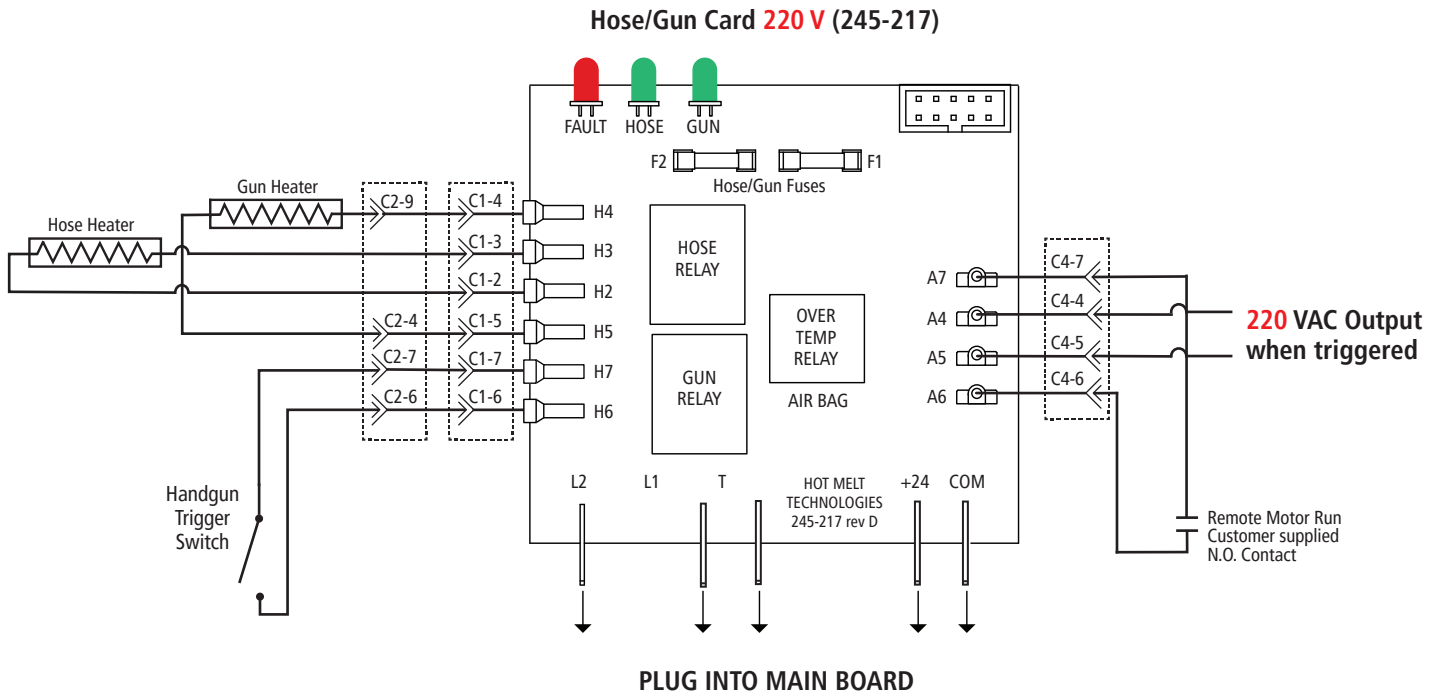 Hose/Gun Card 220 V (245-217)
FAULT HOSE GUN
F2 F1
Hose/Gun Fuses
Gun Heater
C2-9 C1-4 H4
Hose Heater
C1-3 H3
C1-2 H2
C2-4 C1-5 H5
C2-7 C1-7 H7
C2-6 C1-6 H6
HOSE
RELAY
GUN
RELAY
OVER
TEMP
RELAY
AIR BAG
A7 C4-7
A4 C4-4
A5 C4-5
A6 C4-6
220 VAC Output
when triggered
L2 L1 T
HOT MELT
TECHNOLOGIES
245-217 rev D
+24 COM
Handgun
Trigger
Switch
Remote Motor Run
Customer supplied
N.O. Contact
PLUG INTO MAIN BOARD